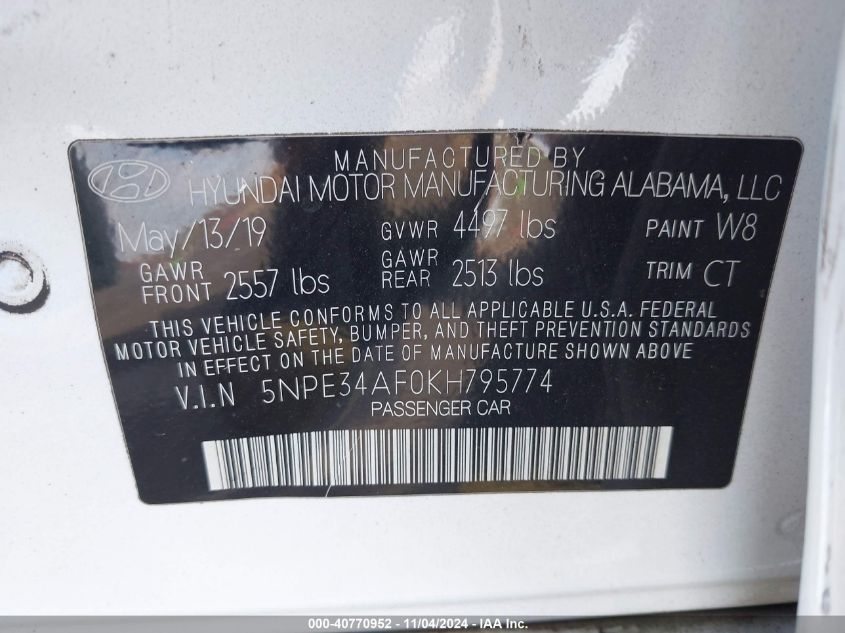 MANUFACTURED BY
HYUNDAI MOTOR MANUFACTURING ALABAMA, LLC
May/13/19 GVWR 4497 lbs PAINT W8
GAWR FRONT 2557 lbs GAWR REAR 2513 lbs TRIM CT
THIS VEHICLE CONFORMS TO ALL APPLICABLE U.S.A. FEDERAL
MOTOR VEHICLE SAFETY, BUMPER, AND THEFT PREVENTION STANDARDS
IN EFFECT ON THE DATE OF MANUFACTURE SHOWN ABOVE.
V.I.N 5NPE34AF0KH795774
PASSENGER CAR
000-40770952 - 11/04/2024 - IAA Inc.